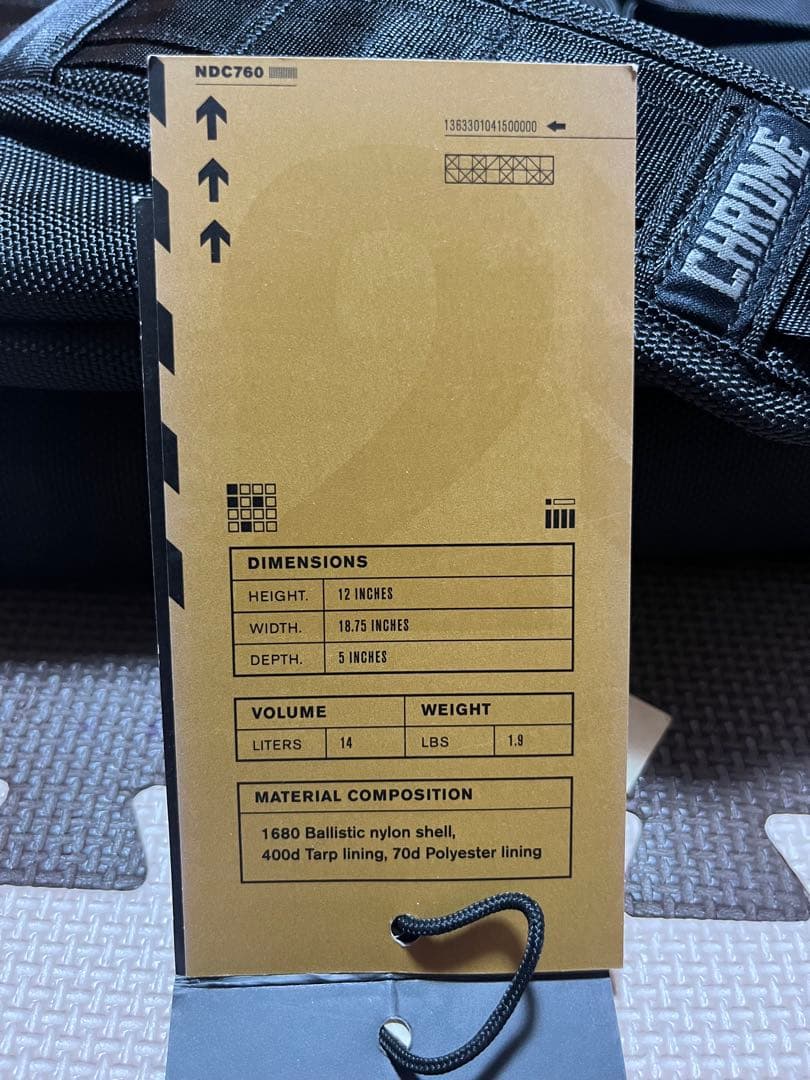 NDC760
1363301041500000
CHROME
DIMENSIONS
HEIGHT. 12 INCHES
WIDTH. 18.75 INCHES
DEPTH. 5 INCHES
VOLUME WEIGHT
LITERS 14 LBS 1.9
MATERIAL COMPOSITION
1680 Ballistic nylon shell,
400d Tarp lining, 70d Polyester lining